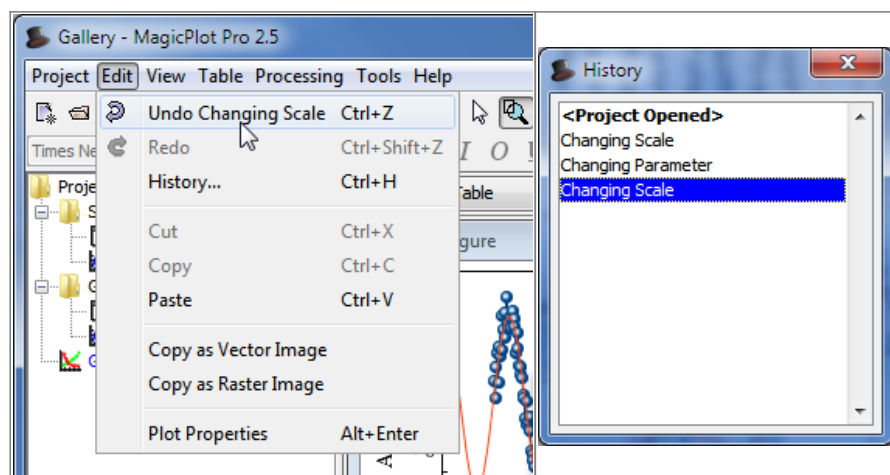 Gallery - MagicPlot Pro 2.5
Project Edit View Table Processing Tools Help
Undo Changing Scale Ctrl+Z
Times Ne
Redo Ctrl+Shift+Z
I O
History... Ctrl+H
Proje
able
S
Cut Ctrl+X
gure
Copy Ctrl+C
G
Paste Ctrl+V
Copy as Vector Image
G
Copy as Raster Image
Plot Properties Alt+Enter
A
History
<Project Opened>
Changing Scale
Changing Parameter
Changing Scale